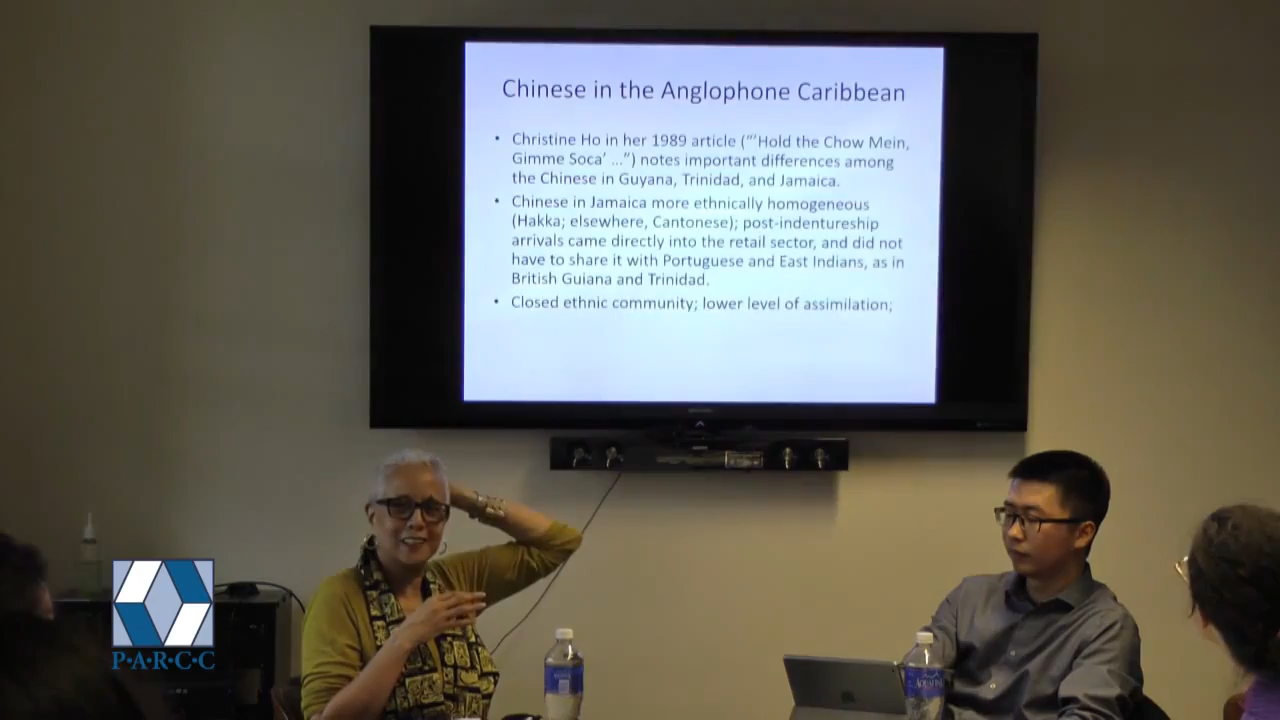 Chinese in the Anglophone Caribbean
• Christine Ho in her 1989 article (“‘Hold the Chow Mein,
Gimme Soca’ ...”) notes important differences among
the Chinese in Guyana, Trinidad, and Jamaica.
• Chinese in Jamaica more ethnically homogeneous
(Hakka; elsewhere, Cantonese); post-indentureship
arrivals came directly into the retail sector, and did not
have to share it with Portuguese and East Indians, as in
British Guiana and Trinidad.
• Closed ethnic community; lower level of assimilation;
P·A·R·C·C